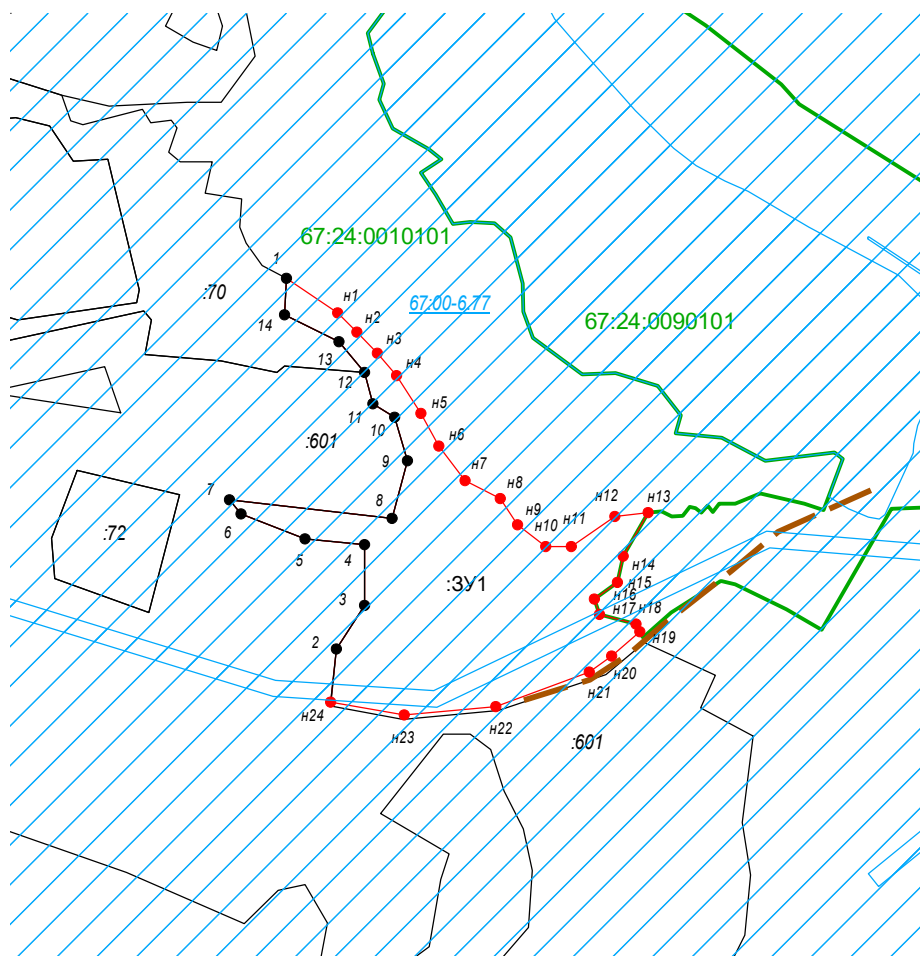 67:24:0010101
1
:70
67:00-6.77
н1
14
н2
67:24:0090101
13
н3
12
н4
11
н5
10
:601
н6
9
н7
7
н8
8
6
н9
н12
н13
:72
5
4
н10
н11
н14
:ЗУ1
н15
3
н16
н17
н18
2
н19
н20
н21
н24
н22
н23
:601